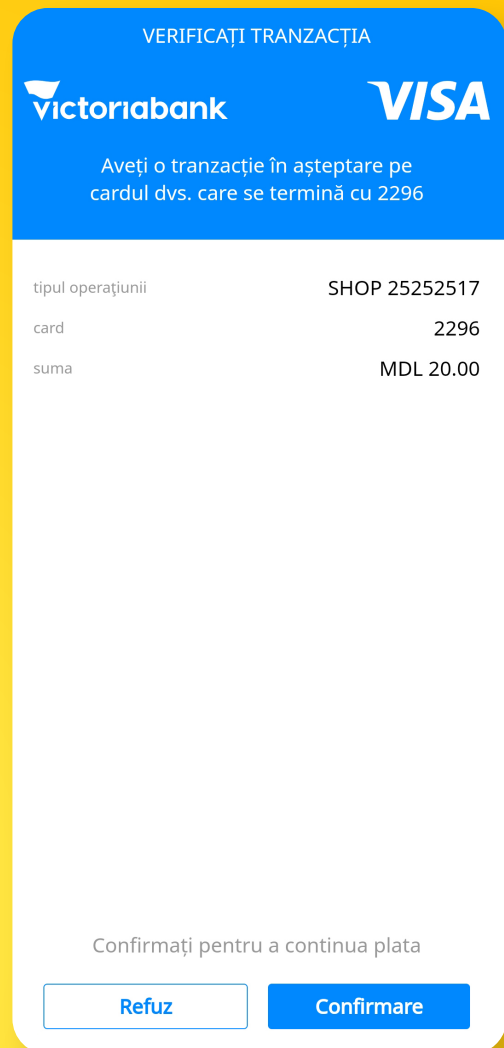 VERIFICAȚI TRANZACȚIA
victoriabank VISA
Aveți o tranzacție în așteptare pe
cardul dvs. care se termină cu 2296
tipul operaţiunii SHOP 25252517
card 2296
suma MDL 20.00
Confirmați pentru a continua plata
Refuz Confirmare